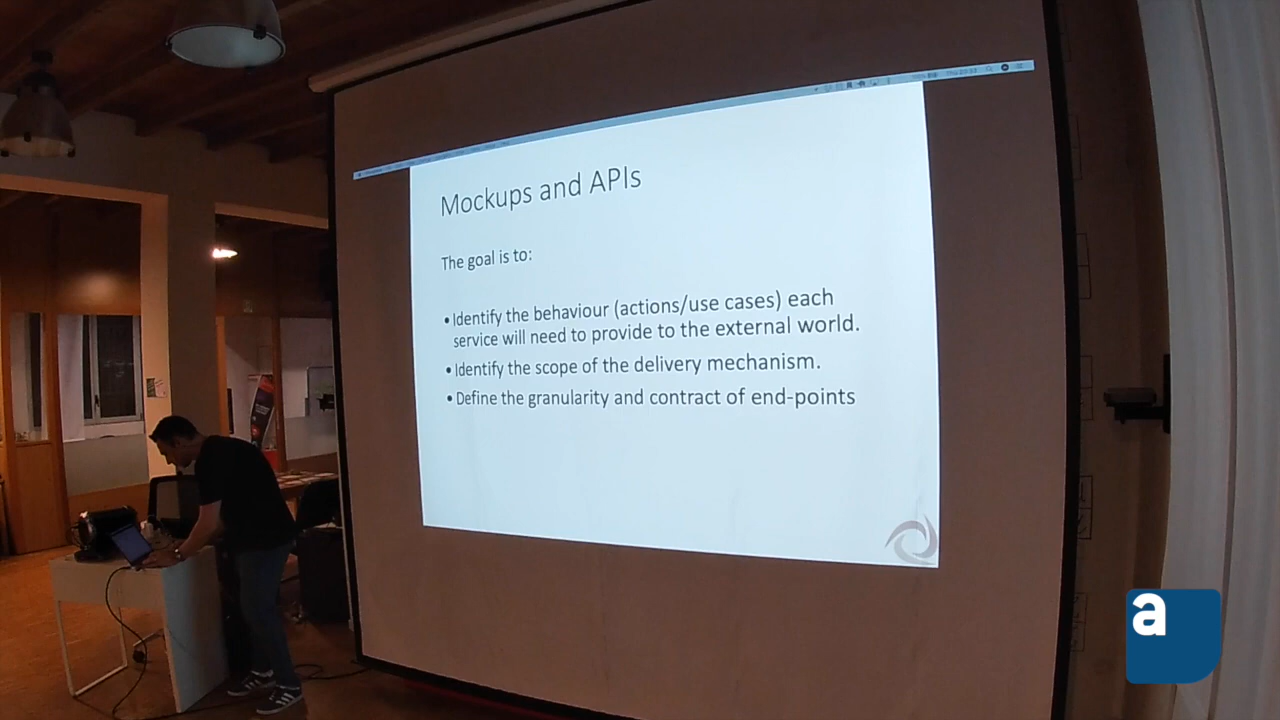 Mockups and APIs
The goal is to:
• Identify the behaviour (actions/use cases) each
service will need to provide to the external world.
• Identify the scope of the delivery mechanism.
• Define the granularity and contract of end-points
a